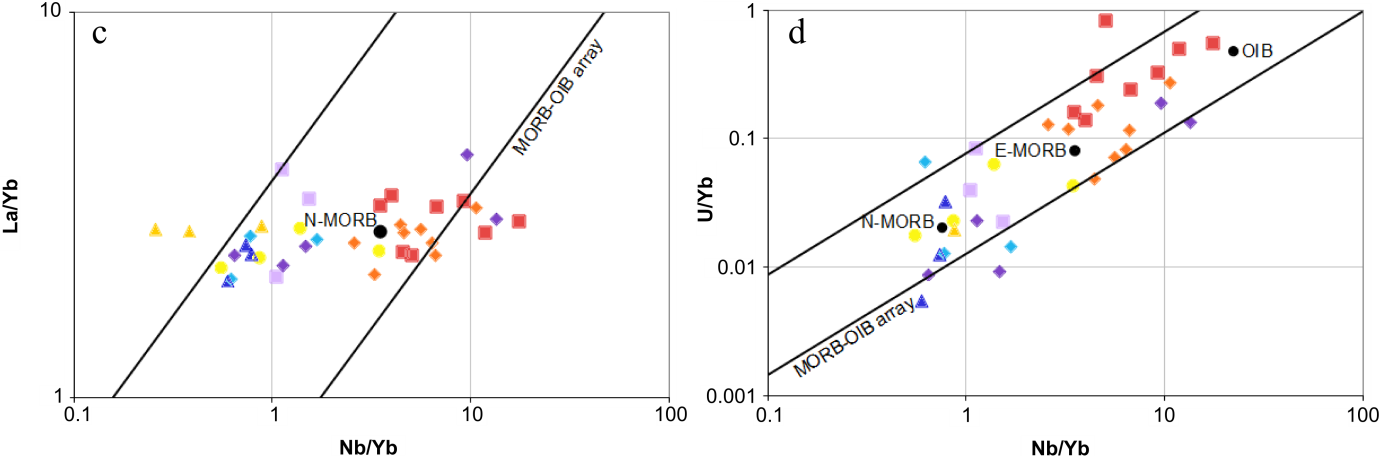 10
c
MORB-OIB array
N-MORB
La/Yb
1
0.1
1
10
100
Nb/Yb
1
d
OIB
0.1
E-MORB
N-MORB
U/Yb
0.01
MORB-OIB array
0.001
0.1
1
10
100
Nb/Yb